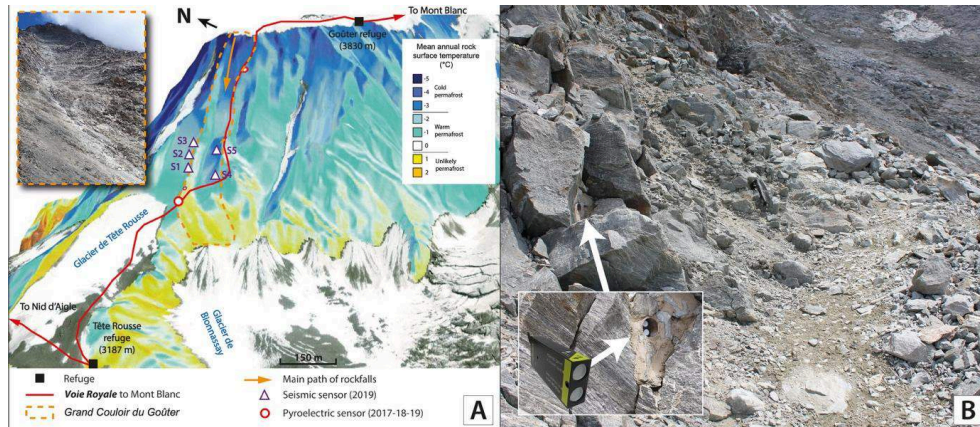 N
To Mont Blanc
Goûter refuge
(3830 m)
Mean annual rock
surface temperature
(°C)
-5
-4
Cold
permafrost
-3
-2
-1
Warm
permafrost
0
1
Unlikely
permafrost
2
S3
S2
S1
S5
S4
Glacier de Tête Rousse
To Nid d'Aigle
Tête Rousse
refuge
(3187 m)
Glacier de
Bionnassay
150 m
Refuge
Voie Royale to Mont Blanc
Grand Couloir du Goûter
Main path of rockfalls
Seismic sensor (2019)
Pyroelectric sensor (2017-18-19)
A
B